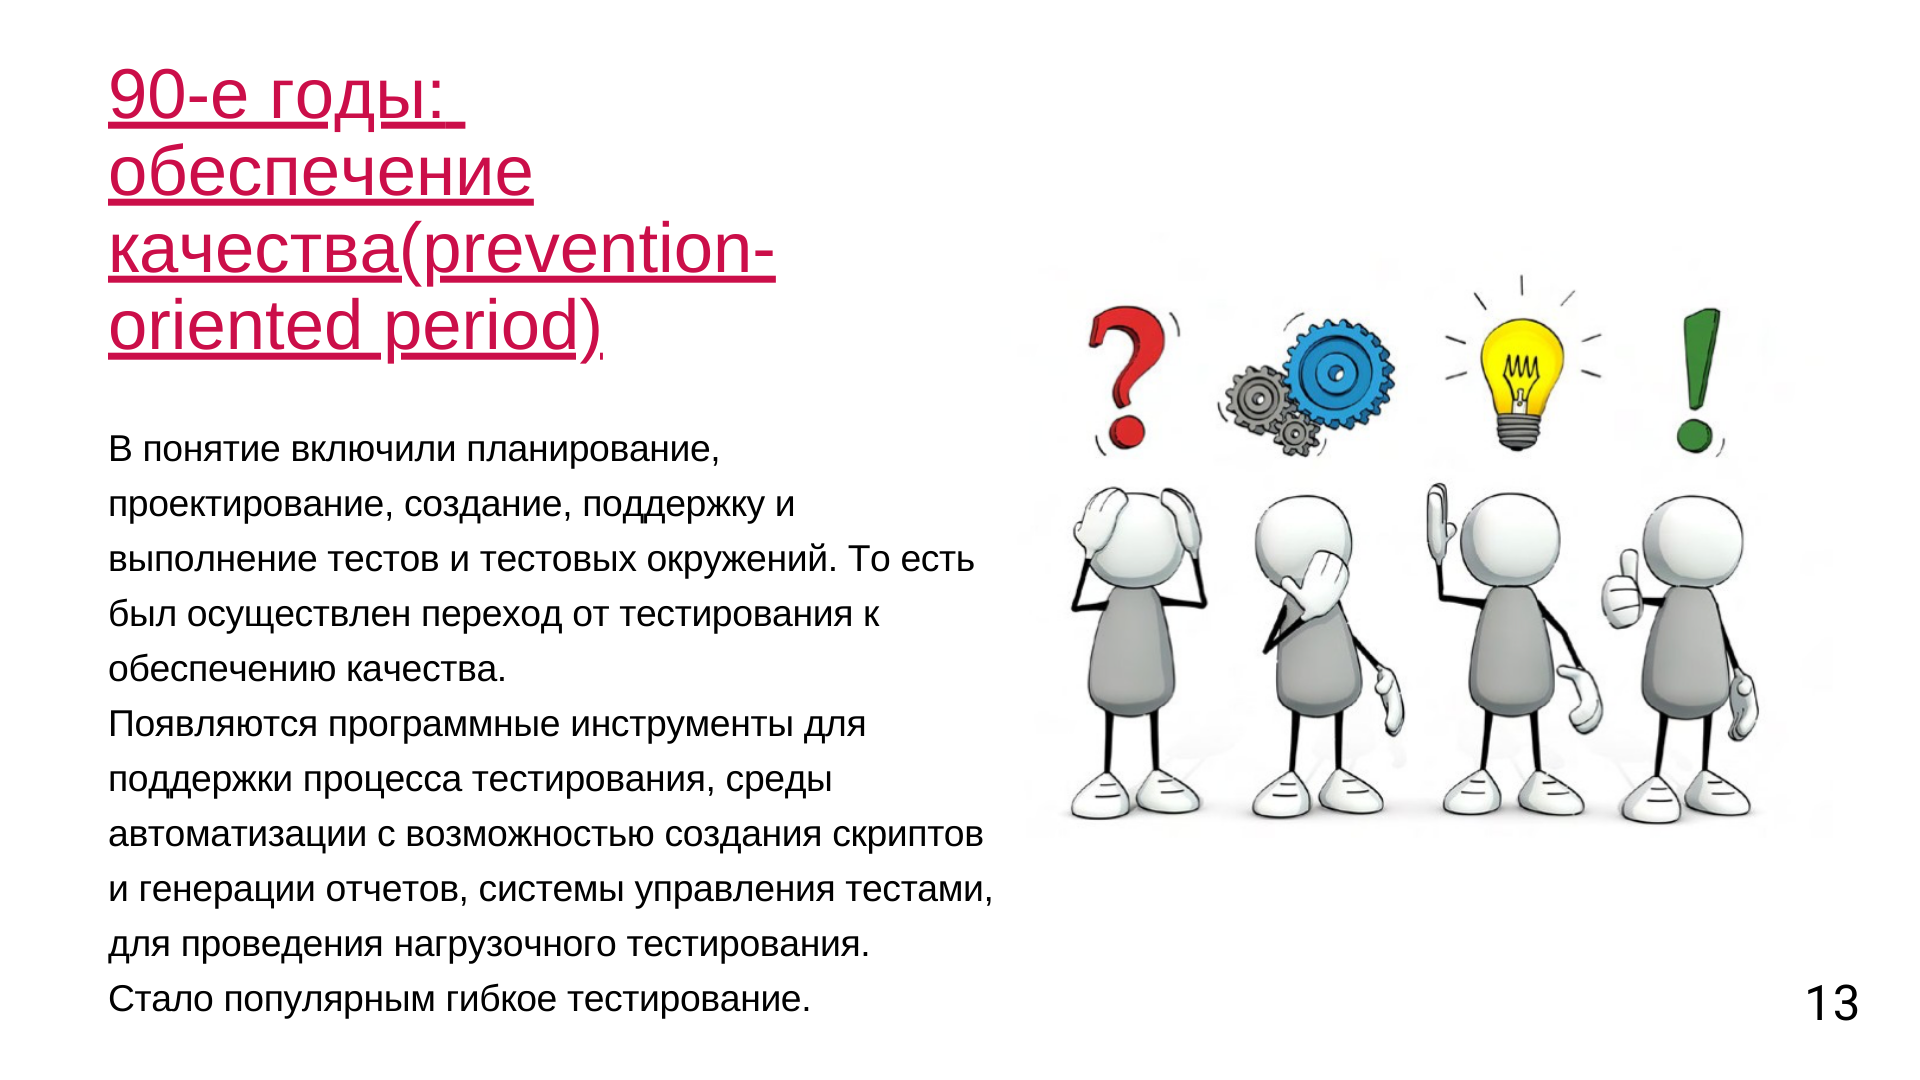 90-е годы:
обеспечение
качества(prevention-
oriented period)
В понятие включили планирование,
проектирование, создание, поддержку и
выполнение тестов и тестовых окружений. То есть
был осуществлен переход от тестирования к
обеспечению качества.
Появляются программные инструменты для
поддержки процесса тестирования, среды
автоматизации с возможностью создания скриптов
и генерации отчетов, системы управления тестами,
для проведения нагрузочного тестирования.
Стало популярным гибкое тестирование.
13